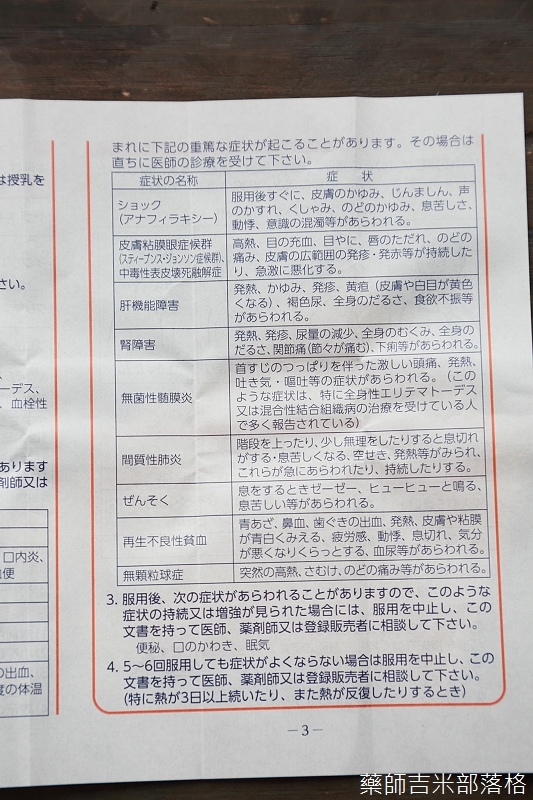 は授乳を
さい。
ーデス、
、血栓性
あります
剤師又は
、口内炎、
血便
の出血、
度の体温
まれに下記の重篤な症状が起こることがあります。その場合は
直ちに医師の診療を受けて下さい。
症状の名称 症 状
ショック
(アナフィラキシー)
服用後すぐに、皮膚のかゆみ、じんましん、声
のかすれ、くしゃみ、のどのかゆみ、息苦しさ、
動悸、意識の混濁等があらわれる。
皮膚粘膜眼症候群
(スティーブンス・ジョンソン症候群)、
中毒性表皮壊死融解症
高熱、目の充血、目やに、唇のただれ、のどの
痛み、皮膚の広範囲の発疹・発赤等が持続した
り、急激に悪化する。
肝機能障害
発熱、かゆみ、発疹、黄疸(皮膚や白目が黄色
くなる)、褐色尿、全身のだるさ、食欲不振等
があらわれる。
腎障害
発熱、発疹、尿量の減少、全身のむくみ、全身の
だるさ、関節痛(節々が痛む)、下痢等があらわれる。
無菌性髄膜炎
首すじのつっぱりを伴った激しい頭痛、発熱、
吐き気・嘔吐等の症状があらわれる。(この
ような症状は、特に全身性エリテマトーデス
又は混合性結合組織病の治療を受けている人
で多く報告されている)
間質性肺炎
階段を上ったり、少し無理をしたりすると息切れ
がする・息苦しくなる、空せき、発熱等がみられ、
これらが急にあらわれたり、持続したりする。
ぜんそく
息をするときゼーゼー、ヒューヒューと鳴る、
息苦しい等があらわれる。
再生不良性貧血
青あざ、鼻血、歯ぐきの出血、発熱、皮膚や粘膜
が青白くみえる、疲労感、動悸、息切れ、気分
が悪くなりくらっとする、血尿等があらわれる。
無顆粒球症
突然の高熱、さむけ、のどの痛み等があらわれる。
3. 服用後、次の症状があらわれることがありますので、このような
症状の持続又は増強が見られた場合には、服用を中止し、この
文書を持って医師、薬剤師又は登録販売者に相談して下さい。
便秘、口のかわき、眠気
4. 5~6回服用しても症状がよくならない場合は服用を中止し、この
文書を持って医師、薬剤師又は登録販売者に相談して下さい。
(特に熱が3日以上続いたり、また熱が反復したりするとき)
－3－
藥師吉米部落格